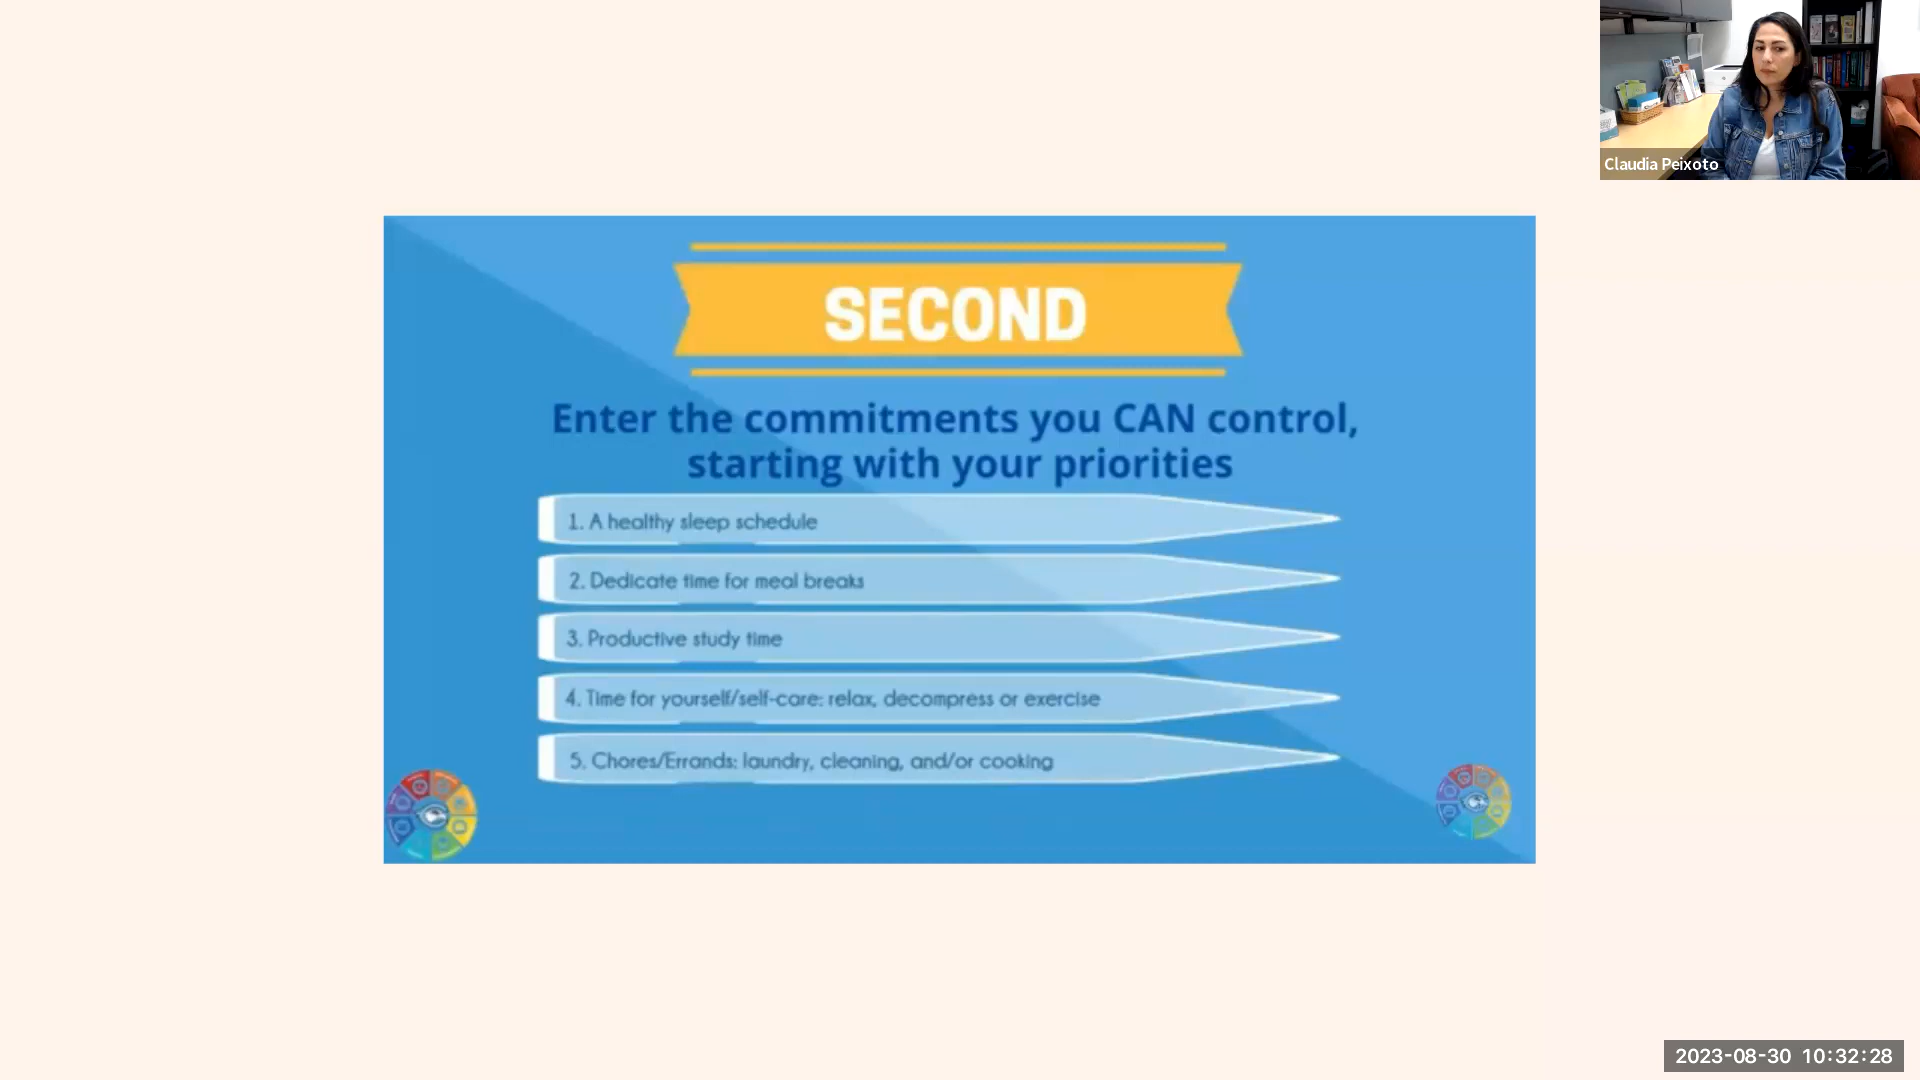 Claudia Peixoto
SECOND
Enter the commitments you CAN control,
starting with your priorities
1. A healthy sleep schedule
2. Dedicate time for meal breaks
3. Productive study time
4. Time for yourself/self-care: relax, decompress or exercise
5. Chores/Errands: laundry, cleaning, and/or cooking
2023-08-30 10:32:28